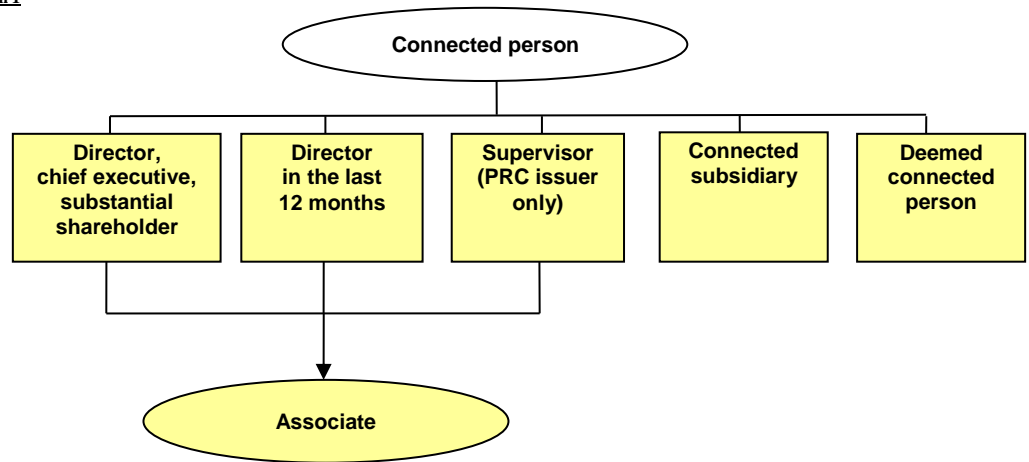 Connected person
Director,
chief executive,
substantial
shareholder
Director
in the last
12 months
Supervisor
(PRC issuer
only)
Connected
subsidiary
Deemed
connected
person
Associate